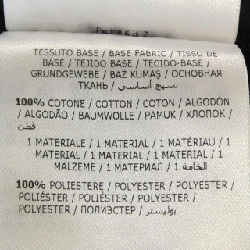 TESSUTO BASE / BASE FABRIC / TISSU DE
BASE / TEJIDO BASE / TECIDO-BASE /
GRUNDGEWEBE / BAZ KUMAŞ / ОСНОВНАЯ
ТКАНЬ / نسيج أساسي
100% COTONE / COTTON / COTON / ALGODÓN
/ ALGODÃO / BAUMWOLLE / PAMUK / ХЛОПОК /
قطن
1 MATERIALE / 1 MATERIAL / 1 MATÉRIAU / 1
MATERIAL / 1 MATERIAL / 1 MATERIAL / 1
MALZEME / 1 МАТЕРИАЛ / 1 الخامة
100% POLIESTERE / POLYESTER / POLYESTER /
POLIÉSTER / POLIÉSTER / POLYESTER /
POLYESTER / ПОЛИЭСТЕР / بوليستر